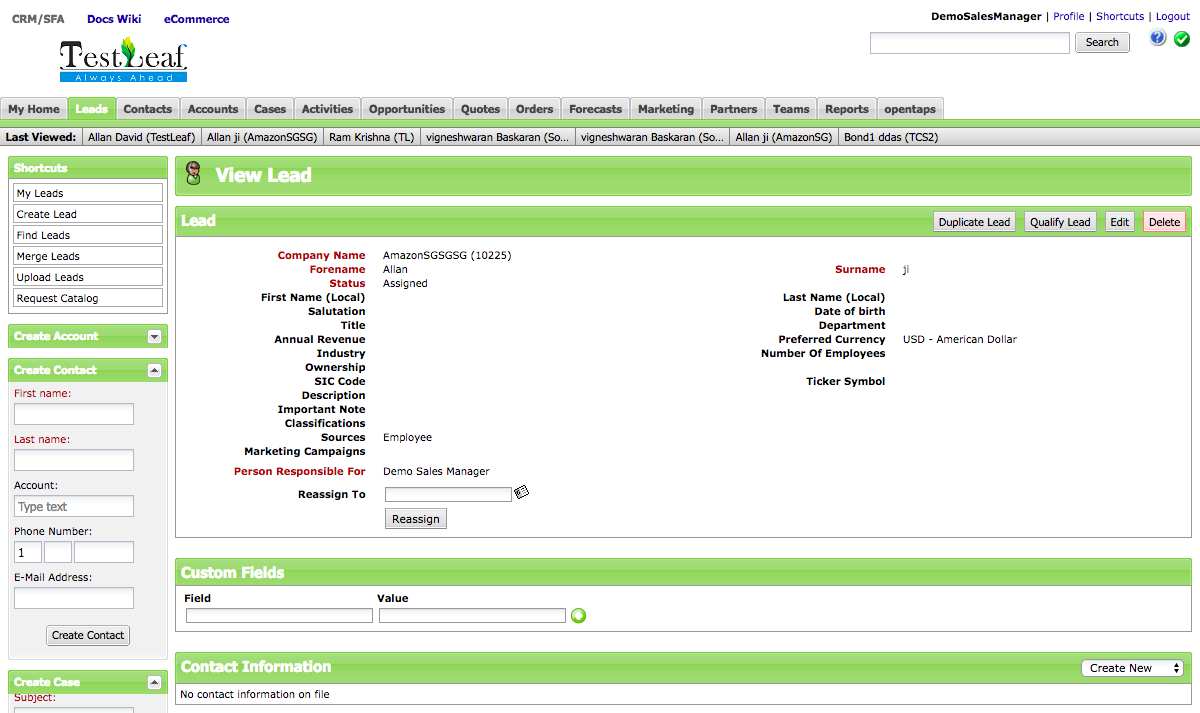 CRM/SFA Docs Wiki eCommerce
DemoSalesManager | Profile | Shortcuts | Logout
TestLeaf
Always Ahead
Search
My Home Leads Contacts Accounts Cases Activities Opportunities Quotes Orders Forecasts Marketing Partners Teams Reports opentaps
Last Viewed: Allan David (TestLeaf) Allan ji (AmazonSGSG) Ram Krishna (TL) vigneshwaran Baskaran (So... vigneshwaran Baskaran (So... Allan ji (AmazonSG) Bond1 ddas (TCS2)
Shortcuts
My Leads
Create Lead
Find Leads
Merge Leads
Upload Leads
Request Catalog
Create Account
Create Contact
First name:
Last name:
Account:
Type text
Phone Number:
1
E-Mail Address:
Create Contact
Create Case
Subject:
View Lead
Lead Duplicate Lead Qualify Lead Edit Delete
Company Name AmazonSGSGSG (10225)
Forename Allan Surname ji
Status Assigned
First Name (Local) Last Name (Local)
Salutation Date of birth
Title Department
Annual Revenue Preferred Currency USD - American Dollar
Industry Number Of Employees
Ownership
SIC Code Ticker Symbol
Description
Important Note
Classifications
Sources Employee
Marketing Campaigns
Person Responsible For Demo Sales Manager
Reassign To
Reassign
Custom Fields
Field Value
Contact Information Create New
No contact information on file